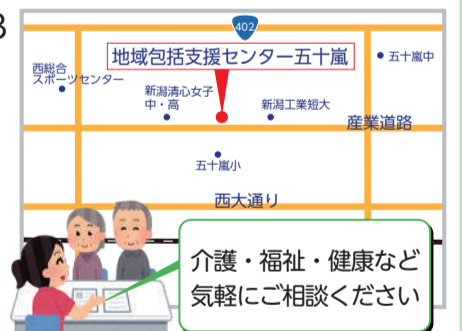 402
地域包括支援センター五十嵐
五十嵐中
西総合
スポーツセンター
新潟清心女子
中・高
新潟工業短大
産業道路
五十嵐小
西大通り
介護・福祉・健康など
気軽にご相談ください